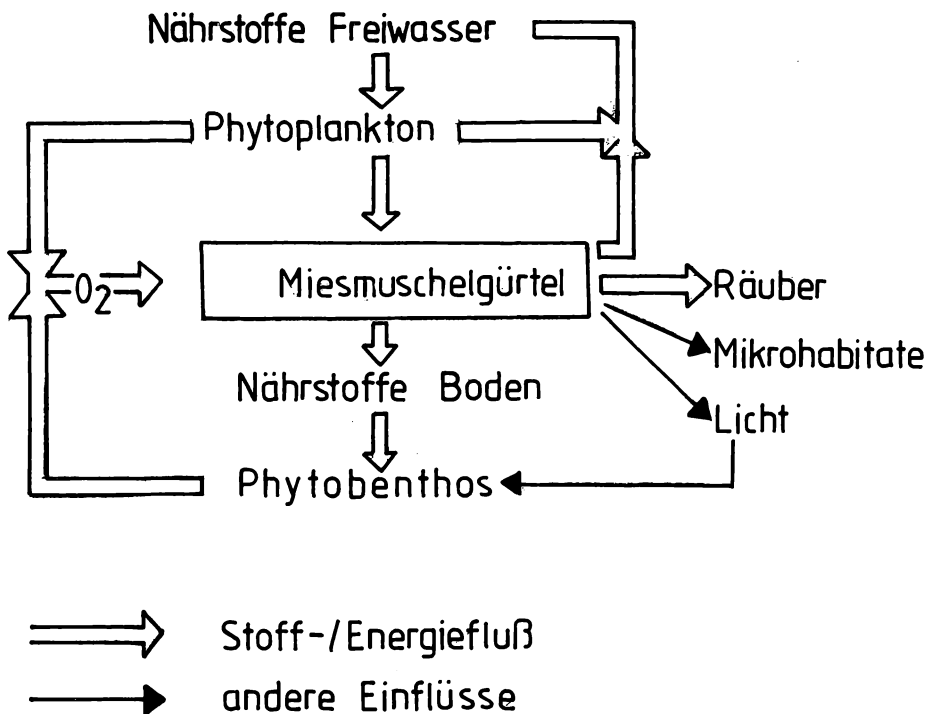 Nährstoffe Freiwasser
Phytoplankton
O2
Miesmuschelgürtel
Räuber
Mikrohabitate
Nährstoffe Boden
Licht
Phytobenthos
Stoff-/Energiefluß
andere Einflüsse